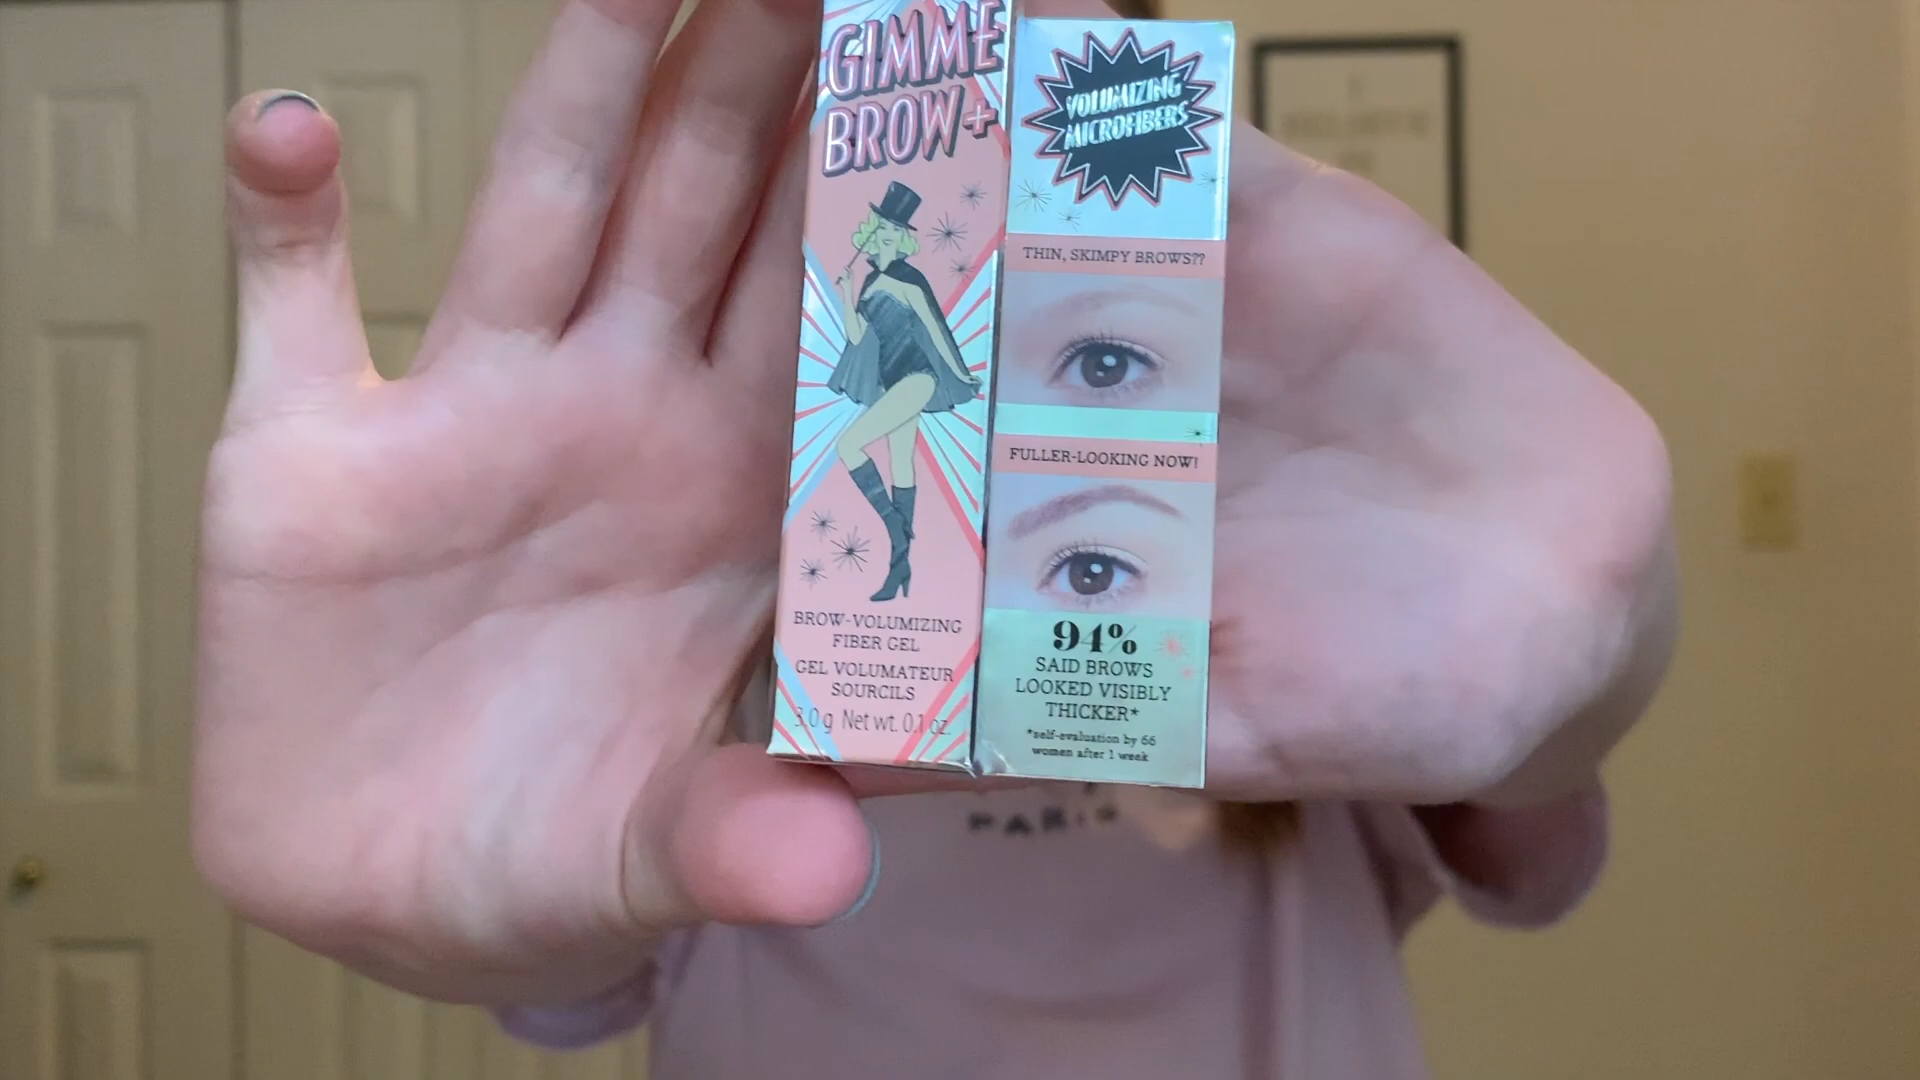 GIMME
BROW+
BROW-VOLUMIZING
FIBER GEL
GEL VOLUMATEUR
SOURCILS
3.0 g Net wt. 0.1 oz.
VOLUMIZING
MICROFIBERS
THIN, SKIMPY BROWS??
FULLER-LOOKING NOW!
94%
SAID BROWS
LOOKED VISIBLY
THICKER*
*self-evaluation by 66
women after 1 week
PARIS